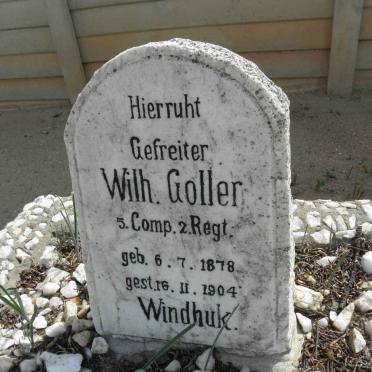 Hierruht
Gefreiter
Wilh. Goller
5. Comp. 2. Regt.
geb. 6. 7. 1878
gest. 16. 11. 1904.
Windhuk.